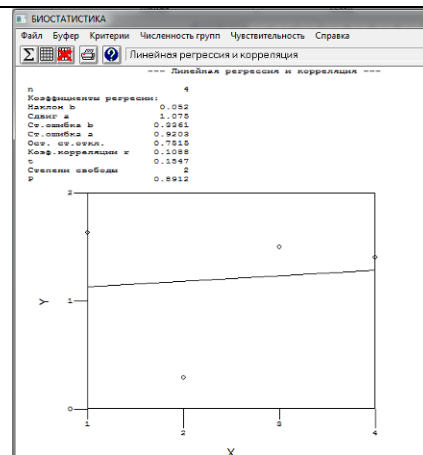 БИОСТАТИСТИКА
Файл Буфер Критерии Численность групп Чувствительность Справка
Линейная регрессия и корреляция
--- Линейная регрессия и корреляция ---
n 4
Коэффициенты регрессии:
Наклон b 0.052
Сдвиг a 1.075
Ст.ошибка b 0.3361
Ст.ошибка a 0.9203
Ост. ст.откл. 0.7515
Коэф.корреляции r 0.1088
t 0.1547
Степени свободы 2
P 0.8912
2
Y
1
0
1 2 3 4
X